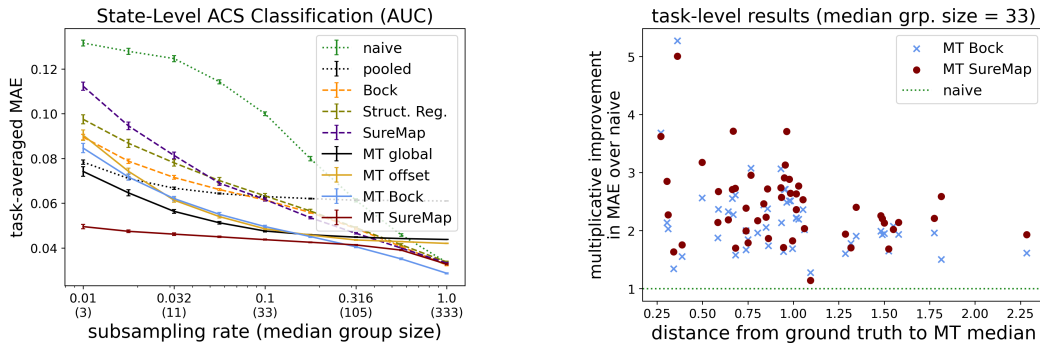 State-Level ACS Classification (AUC)
task-averaged MAE
0.12
0.10
0.08
0.06
0.04
naive
pooled
Bock
Struct. Reg.
SureMap
MT global
MT offset
MT Bock
MT SureMap
0.01 0.032 0.1 0.316 1.0
(3) (11) (33) (105) (333)
subsampling rate (median group size)
task-level results (median grp. size = 33)
multiplicative improvement
in MAE over naive
5
4
3
2
1
MT Bock
MT SureMap
naive
0.25 0.50 0.75 1.00 1.25 1.50 1.75 2.00 2.25
distance from ground truth to MT median